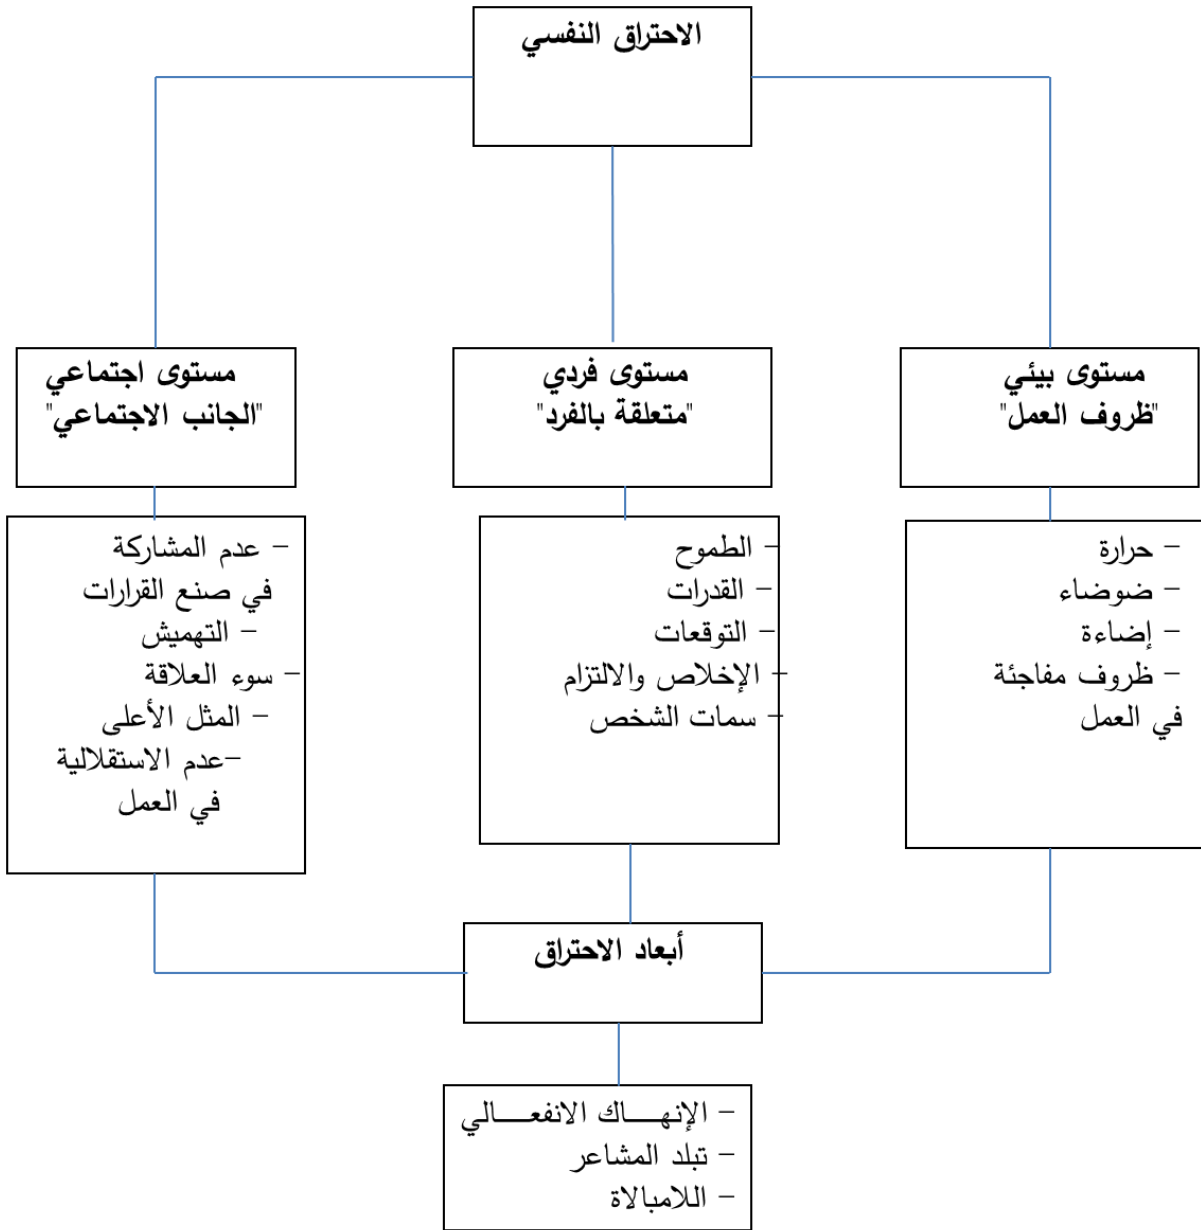 الاحتراق النفسي
مستوى بيئي
"ظروف العمل"
مستوى فردي
"متعلقة بالفرد"
مستوى اجتماعي
"الجانب الاجتماعي"
– حرارة
– ضوضاء
– إضاءة
– ظروف مفاجئة
في العمل
– الطموح
– القدرات
– التوقعات
– الإخلاص والالتزام
– سمات الشخص
– عدم المشاركة
في صنع القرارات
– التهميش
– سوء العلاقة
– المثل الأعلى
–عدم الاستقلالية
في العمل
أبعاد الاحتراق
– الإنهـــــاك الانفعـــــالي
– تبلد المشاعر
– اللامبالاة